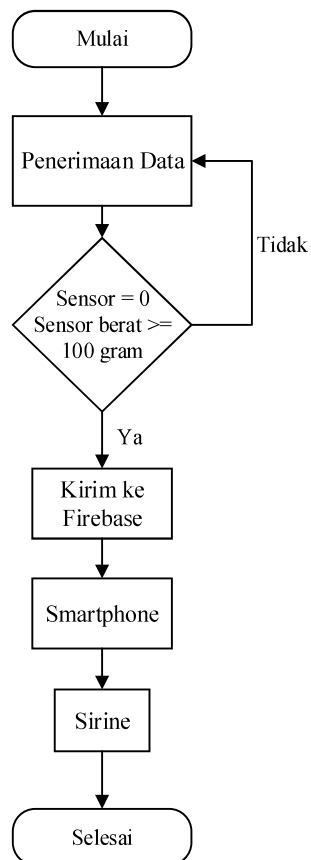 Mulai
Penerimaan Data
Tidak
Sensor = 0
Sensor berat >=
100 gram
Ya
Kirim ke
Firebase
Smartphone
Sirine
Selesai